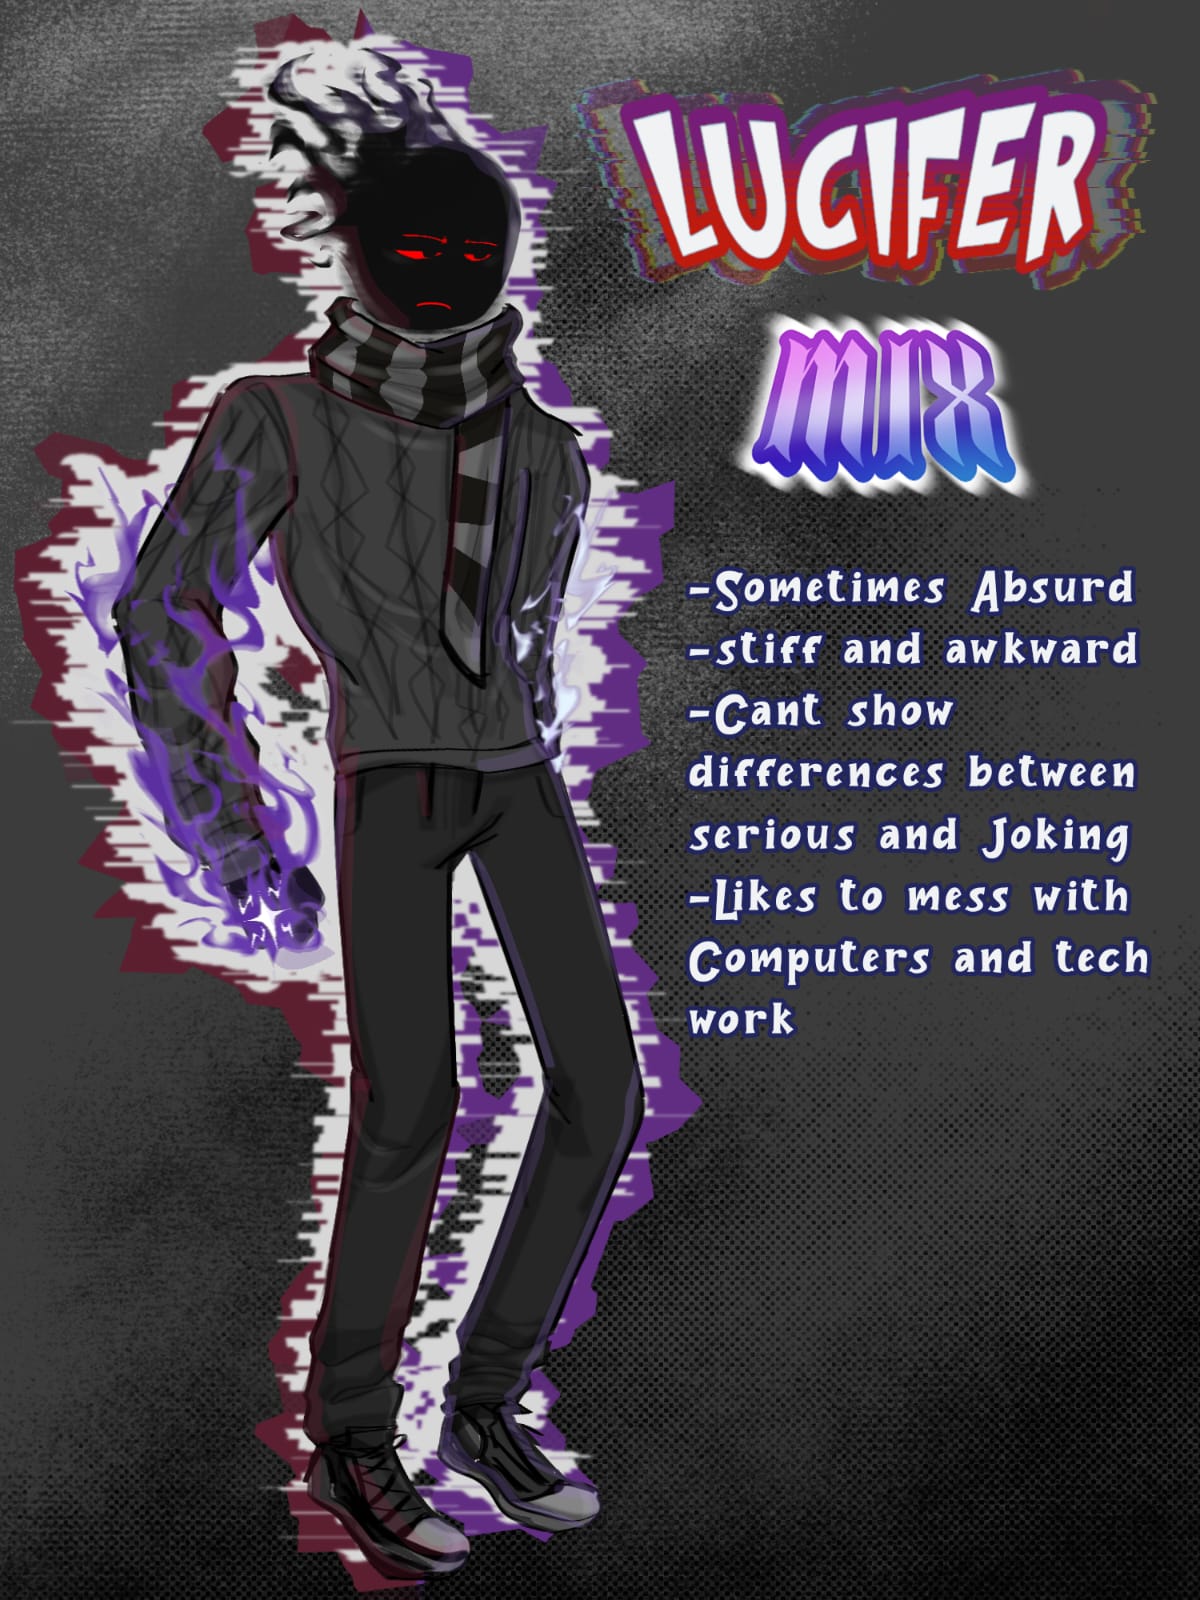 LUCIFER
MIX
-Sometimes Absurd
-stiff and awkward
-Cant show
differences between
serious and Joking
-Likes to mess with
Computers and tech
work